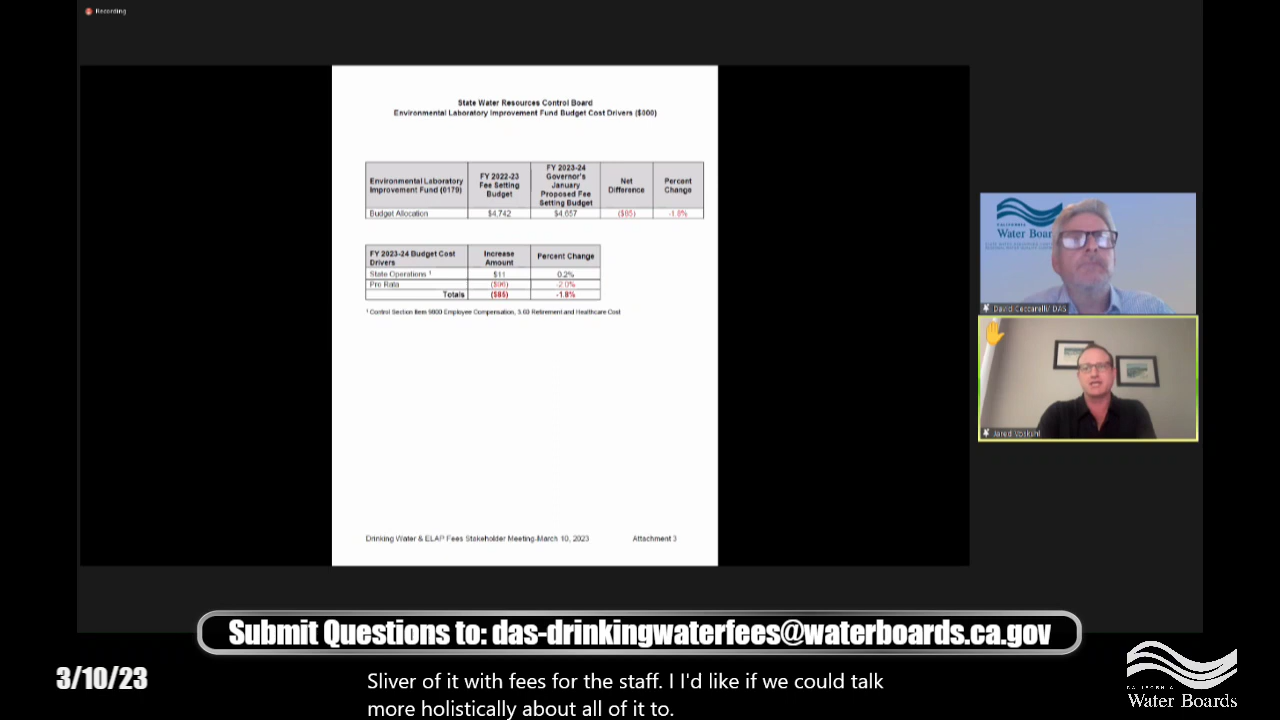 Recording
State Water Resources Control Board
Environmental Laboratory Improvement Fund Budget Cost Drivers ($000)
Environmental Laboratory Improvement Fund (0179)
FY 2022-23 Fee Setting Budget
FY 2023-24 Governor's January Proposed Fee Setting Budget
Net Difference
Percent Change
Budget Allocation $4,742 $4,657 ($85) -1.8%
FY 2023-24 Budget Cost Drivers
Increase Amount
Percent Change
State Operations ¹ $11 0.2%
Pro Rata ($96) -2.0%
Totals ($85) -1.8%
¹ Control Section Item 9800 Employee Compensation, 3.60 Retirement and Healthcare Cost
Drinking Water & ELAP Fees Stakeholder Meeting-March 10, 2023 Attachment 3
Water Boar
David Ceccarelli/ DAS
Jared Voskuhl
Submit Questions to: das-drinkingwaterfees@waterboards.ca.gov
3/10/23
Sliver of it with fees for the staff. I I'd like if we could talk
more holistically about all of it to.
CALIFORNIA
Water Boards